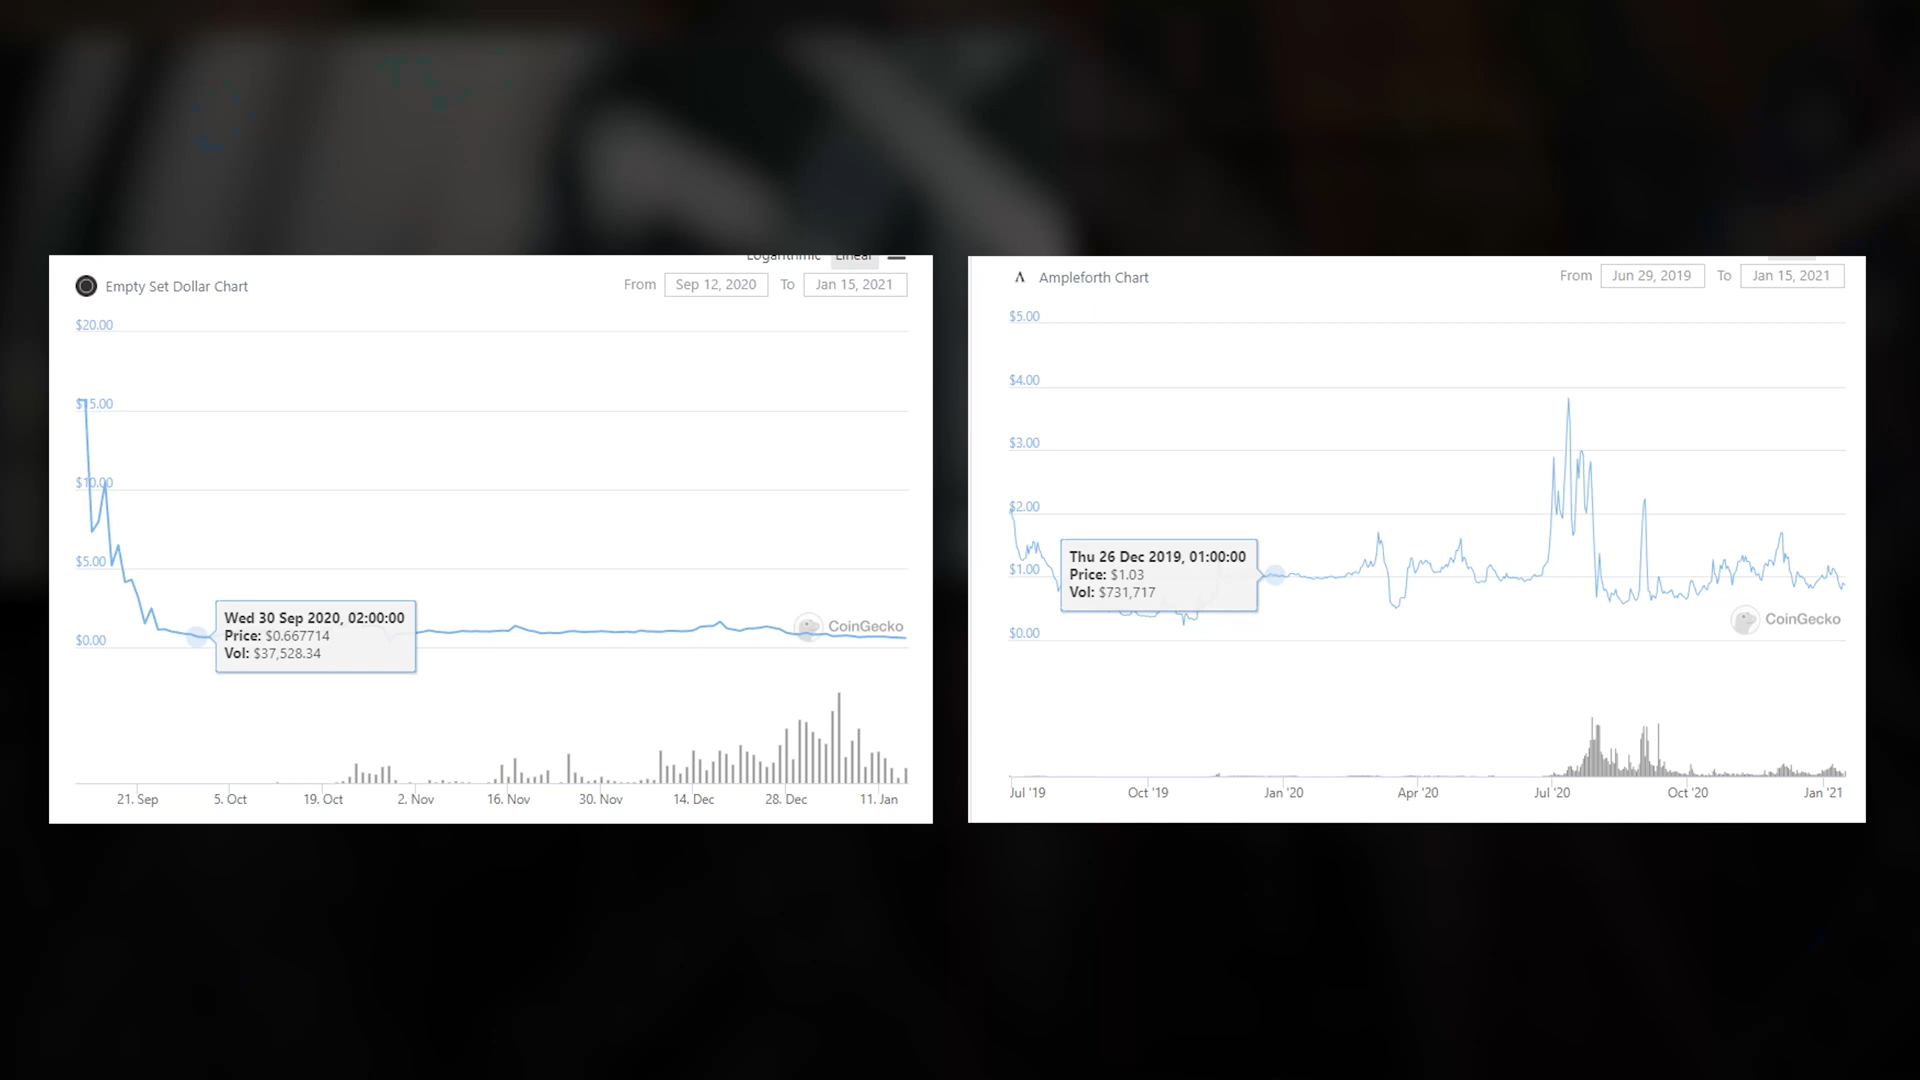 Logarithmic Linear
Empty Set Dollar Chart
From Sep 12, 2020 To Jan 15, 2021
$20.00
$15.00
$10.00
$5.00
$0.00
Wed 30 Sep 2020, 02:00:00
Price: $0.667714
Vol: $37,528.34
CoinGecko
21. Sep 5. Oct 19. Oct 2. Nov 16. Nov 30. Nov 14. Dec 28. Dec 11. Jan
Ampleforth Chart
From Jun 29, 2019 To Jan 15, 2021
$5.00
$4.00
$3.00
$2.00
$1.00
$0.00
Thu 26 Dec 2019, 01:00:00
Price: $1.03
Vol: $731,717
CoinGecko
Jul '19 Oct '19 Jan '20 Apr '20 Jul '20 Oct '20 Jan '21